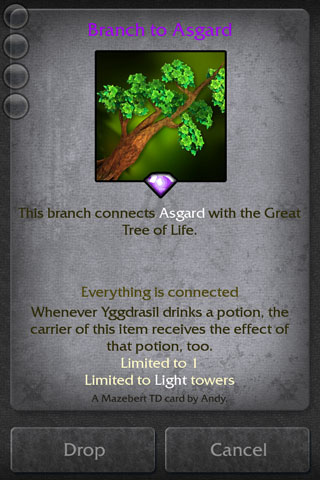 Branch to Asgard
This branch connects Asgard with the Great
Tree of Life.
Everything is connected
Whenever Yggdrasil drinks a potion, the
carrier of this item receives the effect of
that potion, too.
Limited to 1
Limited to Light towers
A Mazebert TD card by Andy.
Drop
Cancel